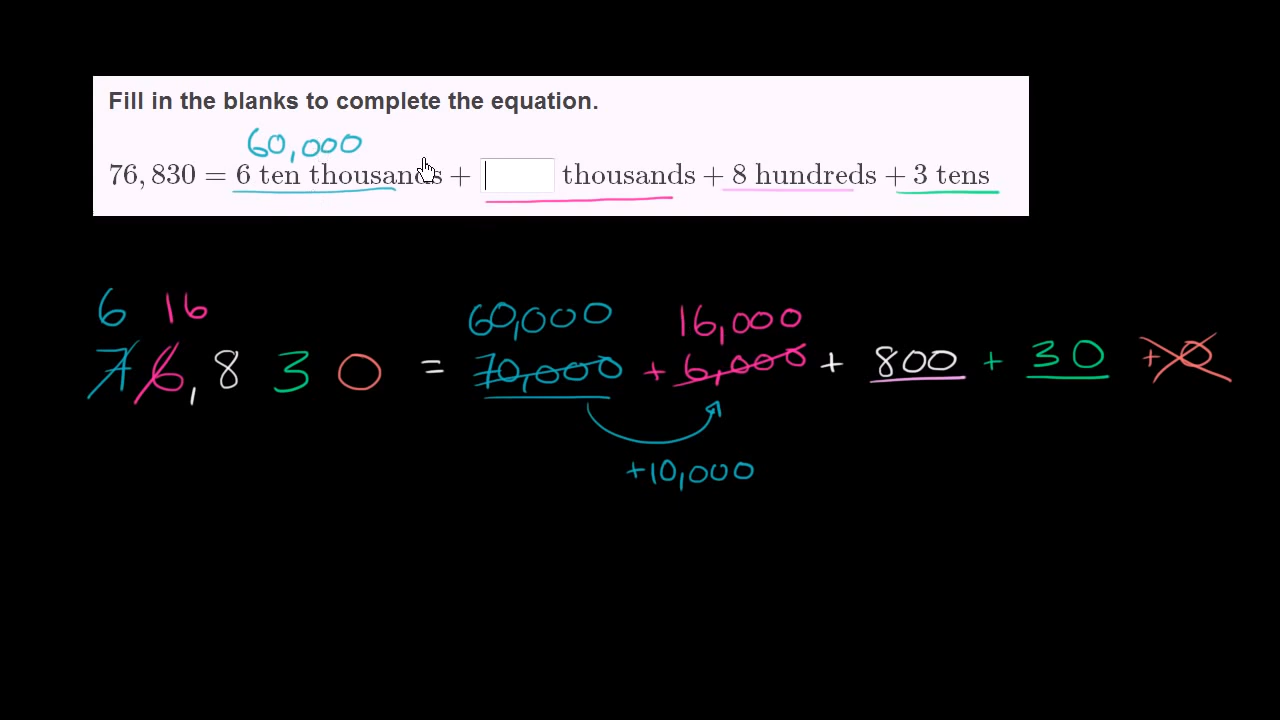 Fill in the blanks to complete the equation.
60,000
76,830 = 6 ten thousands + thousands + 8 hundreds + 3 tens
6 16 60,000 16,000
76,830 = 70,000 + 6,000 + 800 + 30 + 0
+10,000